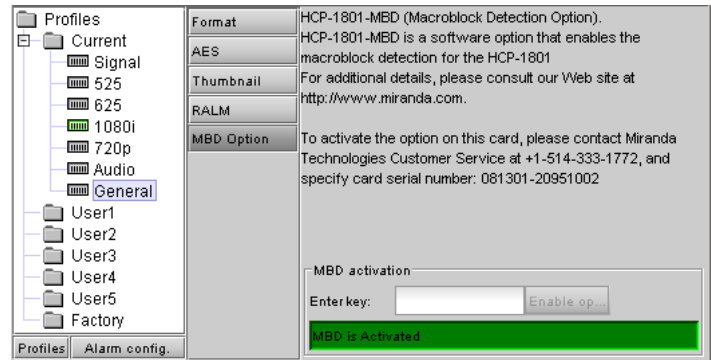 Profiles
Current
Signal
525
625
1080i
720p
Audio
General
User1
User2
User3
User4
User5
Factory
Profiles
Alarm config.
Format
AES
Thumbnail
RALM
MBD Option
HCP-1801-MBD (Macroblock Detection Option).
HCP-1801-MBD is a software option that enables the
macroblock detection for the HCP-1801
For additional details, please consult our Web site at
http://www.miranda.com.
To activate the option on this card, please contact Miranda
Technologies Customer Service at +1-514-333-1772, and
specify card serial number: 081301-20951002
MBD activation
Enter key:
Enable op...
MBD is Activated